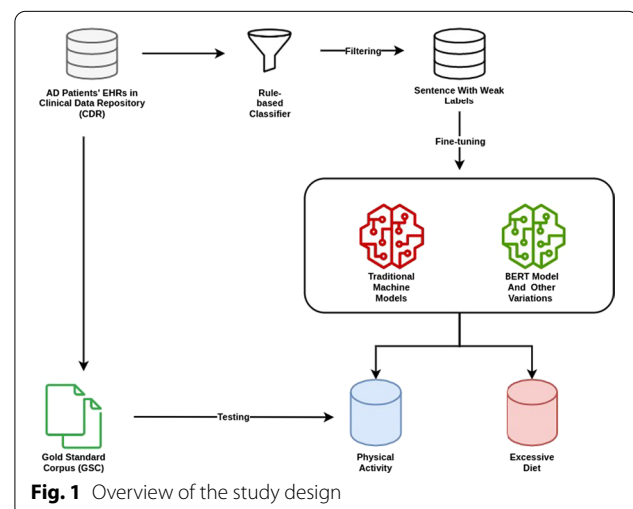 AD Patients' EHRs in
Clinical Data Repository
(CDR)
Rule-
based
Classifier
Filtering
Sentence With Weak
Labels
Fine-tuning
Traditional
Machine
Models
BERT Model
And Other
Variations
Gold Standard
Corpus (GSC)
Testing
Physical
Activity
Excessive
Diet
Fig. 1 Overview of the study design